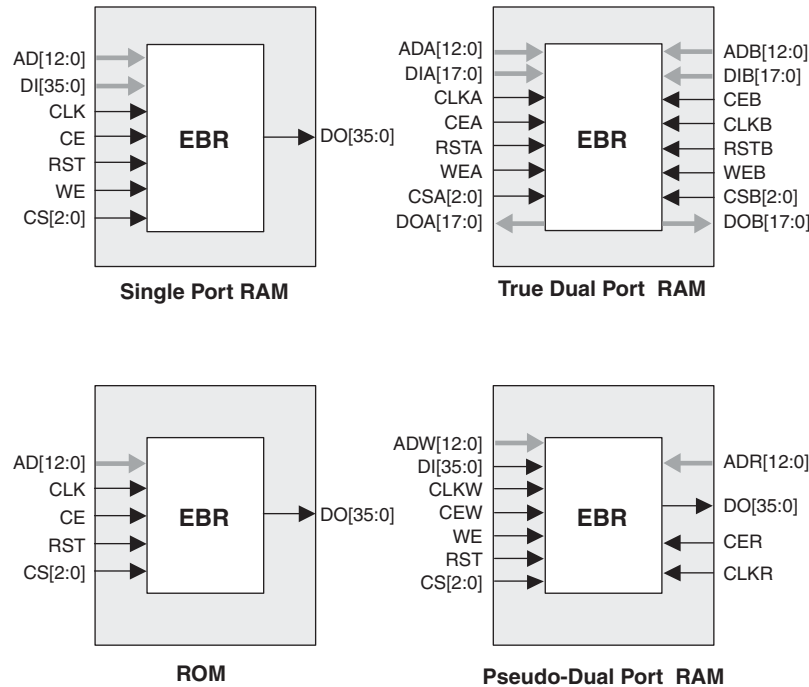 AD[12:0]
DI[35:0]
CLK
CE
RST
WE
CS[2:0]
EBR
DO[35:0]
Single Port RAM
ADA[12:0]
DIA[17:0]
CLKA
CEA
RSTA
WEA
CSA[2:0]
DOA[17:0]
EBR
ADB[12:0]
DIB[17:0]
CEB
CLKB
RSTB
WEB
CSB[2:0]
DOB[17:0]
True Dual Port RAM
AD[12:0]
CLK
CE
RST
CS[2:0]
EBR
DO[35:0]
ROM
ADW[12:0]
DI[35:0]
CLKW
CEW
WE
RST
CS[2:0]
EBR
ADR[12:0]
DO[35:0]
CER
CLKR
Pseudo-Dual Port RAM